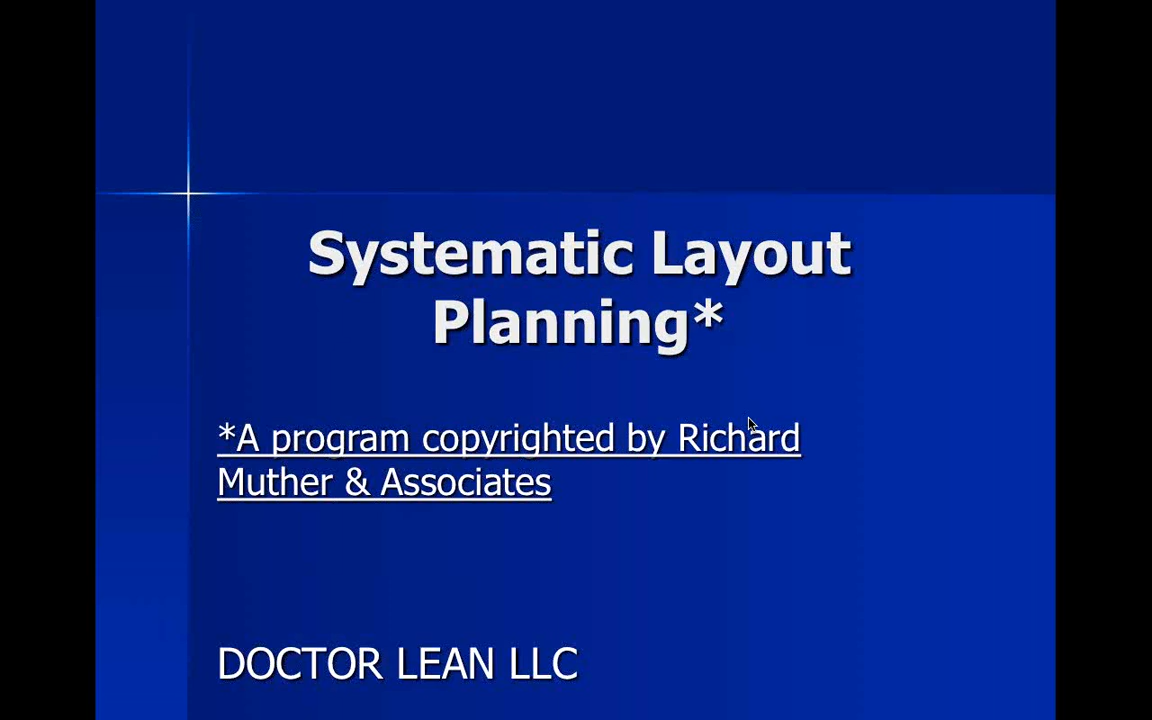 Systematic Layout
Planning*
*A program copyrighted by Richard
Muther & Associates
DOCTOR LEAN LLC